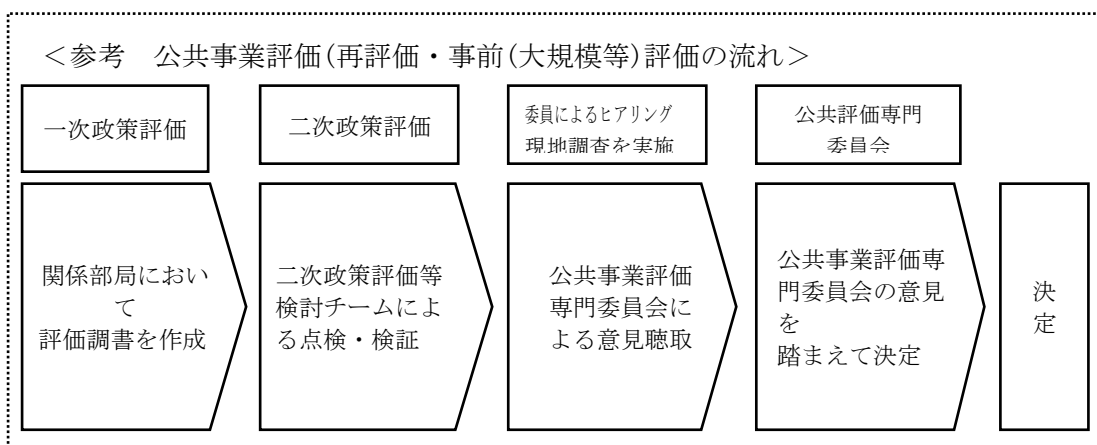 ＜参考　公共事業評価(再評価・事前(大規模等)評価の流れ＞
一次政策評価
二次政策評価
委員によるヒアリング
現地調査を実施
公共評価専門
委員会
関係部局におい
て
評価調書を作成
二次政策評価等
検討チームによ
る点検・検証
公共事業評価
専門委員会に
よる意見聴取
公共事業評価専
門委員会の意見
を
踏まえて決定
決
定